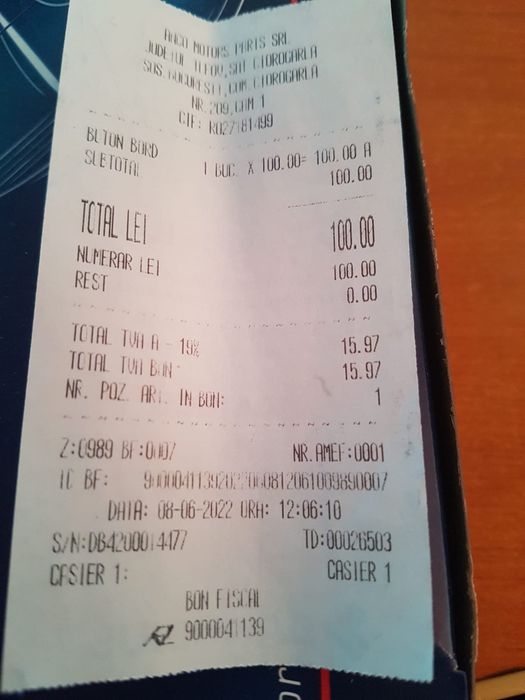 ANCO MOTORS PARTS SRL
JUDETUL ILFOV, SAT CIOROGARLA
SOS. BUCURESTI, COM. CIOROGARLA
NR. 209, CAM 1
CIF: RO27181499
BUTON BORD
1 BUC. X 100.00= 100.00 A
SUBTOTAL 100.00
TOTAL LEI 100.00
NUMERAR LEI 100.00
REST 0.00
TOTAL TVA A - 19% 15.97
TOTAL TVA BON 15.97
NR. POZ. ART. IN BON: 1
Z:0989 BF:0007 NR.AMEF:0001
IC BF:
DATA: 08-06-2022 ORA: 12:06:10
S/N:DB4200014477 TD:00026503
CASIER 1: CASIER 1
BON FISCAL
9000041139
or